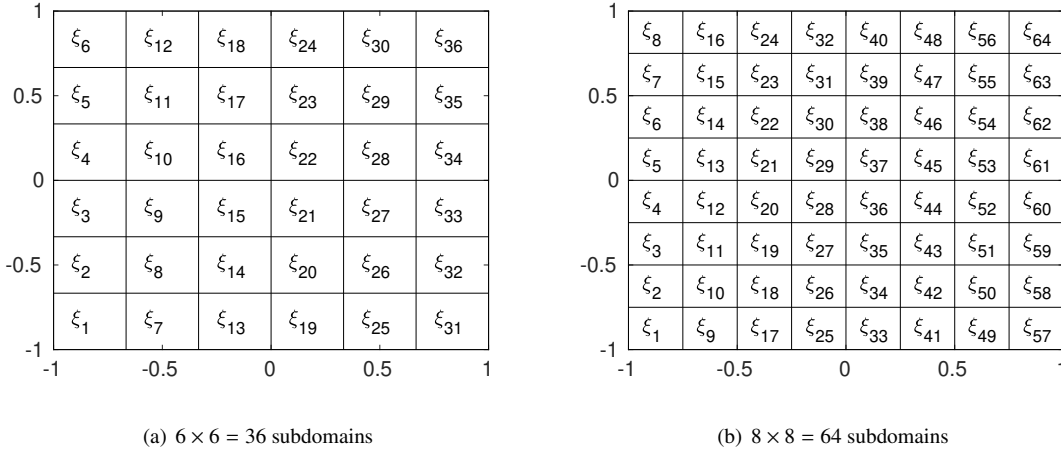 1 ξ6 ξ12 ξ18 ξ24 ξ30 ξ36
0.5 ξ5 ξ11 ξ17 ξ23 ξ29 ξ35
ξ4 ξ10 ξ16 ξ22 ξ28 ξ34
0
ξ3 ξ9 ξ15 ξ21 ξ27 ξ33
-0.5 ξ2 ξ8 ξ14 ξ20 ξ26 ξ32
ξ1 ξ7 ξ13 ξ19 ξ25 ξ31
-1
-1 -0.5 0 0.5 1
(a) 6 × 6 = 36 subdomains
1 ξ8 ξ16 ξ24 ξ32 ξ40 ξ48 ξ56 ξ64
ξ7 ξ15 ξ23 ξ31 ξ39 ξ47 ξ55 ξ63
0.5
ξ6 ξ14 ξ22 ξ30 ξ38 ξ46 ξ54 ξ62
ξ5 ξ13 ξ21 ξ29 ξ37 ξ45 ξ53 ξ61
0
ξ4 ξ12 ξ20 ξ28 ξ36 ξ44 ξ52 ξ60
ξ3 ξ11 ξ19 ξ27 ξ35 ξ43 ξ51 ξ59
-0.5
ξ2 ξ10 ξ18 ξ26 ξ34 ξ42 ξ50 ξ58
ξ1 ξ9 ξ17 ξ25 ξ33 ξ41 ξ49 ξ57
-1
-1 -0.5 0 0.5 1
(b) 8 × 8 = 64 subdomains